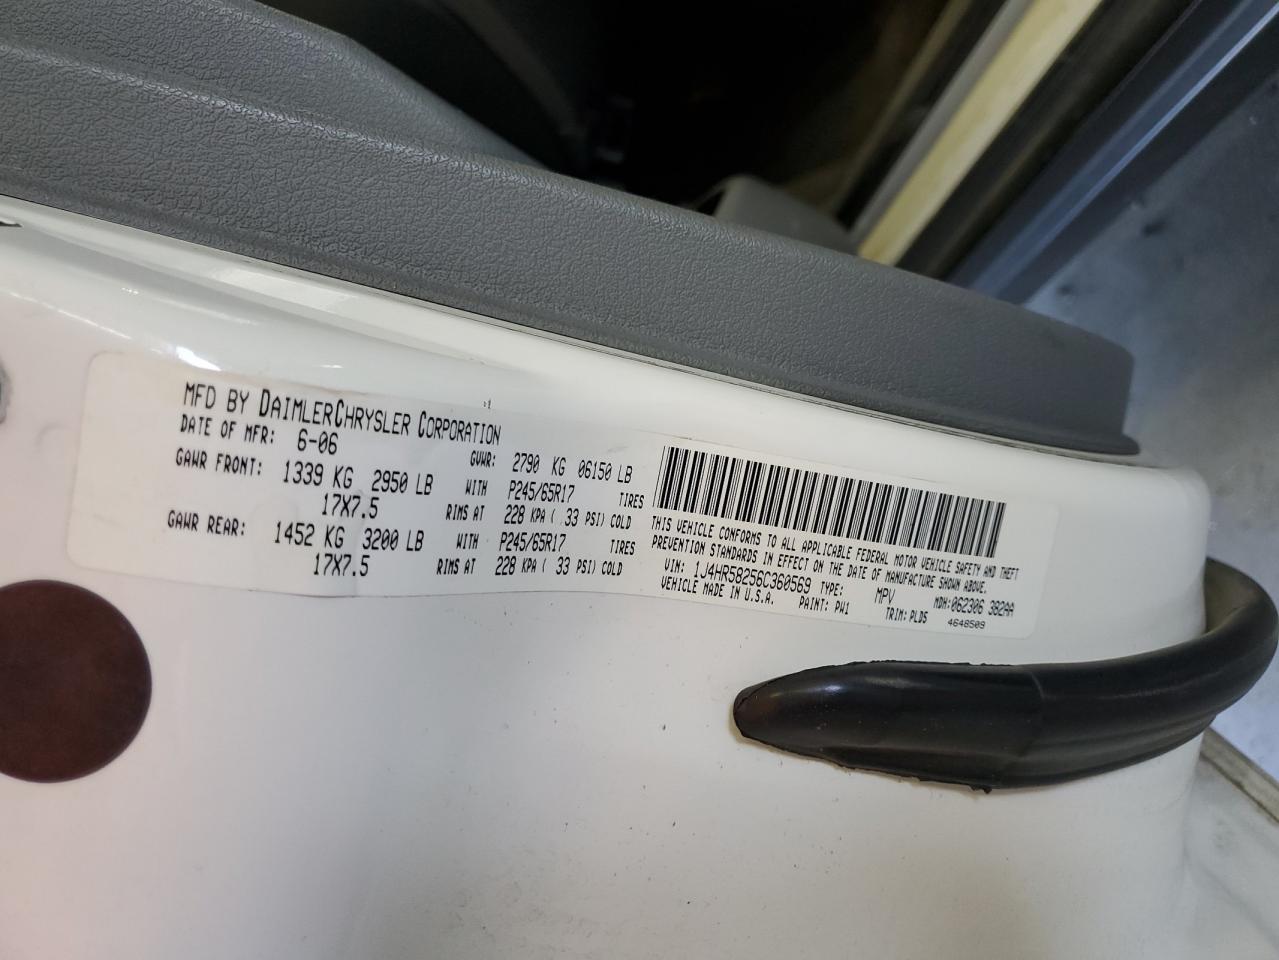 MFD BY DAIMLERCHRYSLER CORPORATION
DATE OF MFR: 6-06 GVWR: 2790 KG 06150 LB
GAWR FRONT: 1339 KG 2950 LB WITH P245/65R17 TIRES
17X7.5 RIMS AT 228 KPA ( 33 PSI) COLD
GAWR REAR: 1452 KG 3200 LB WITH P245/65R17 TIRES
17X7.5 RIMS AT 228 KPA ( 33 PSI) COLD
THIS VEHICLE CONFORMS TO ALL APPLICABLE FEDERAL MOTOR VEHICLE SAFETY AND THEFT
PREVENTION STANDARDS IN EFFECT ON THE DATE OF MANUFACTURE SHOWN ABOVE.
VIN: 1J4HR58256C360569 TYPE: MPV MDH:062306 382AA
VEHICLE MADE IN U.S.A. PAINT: PW1 TRIM: PLD5 4648509